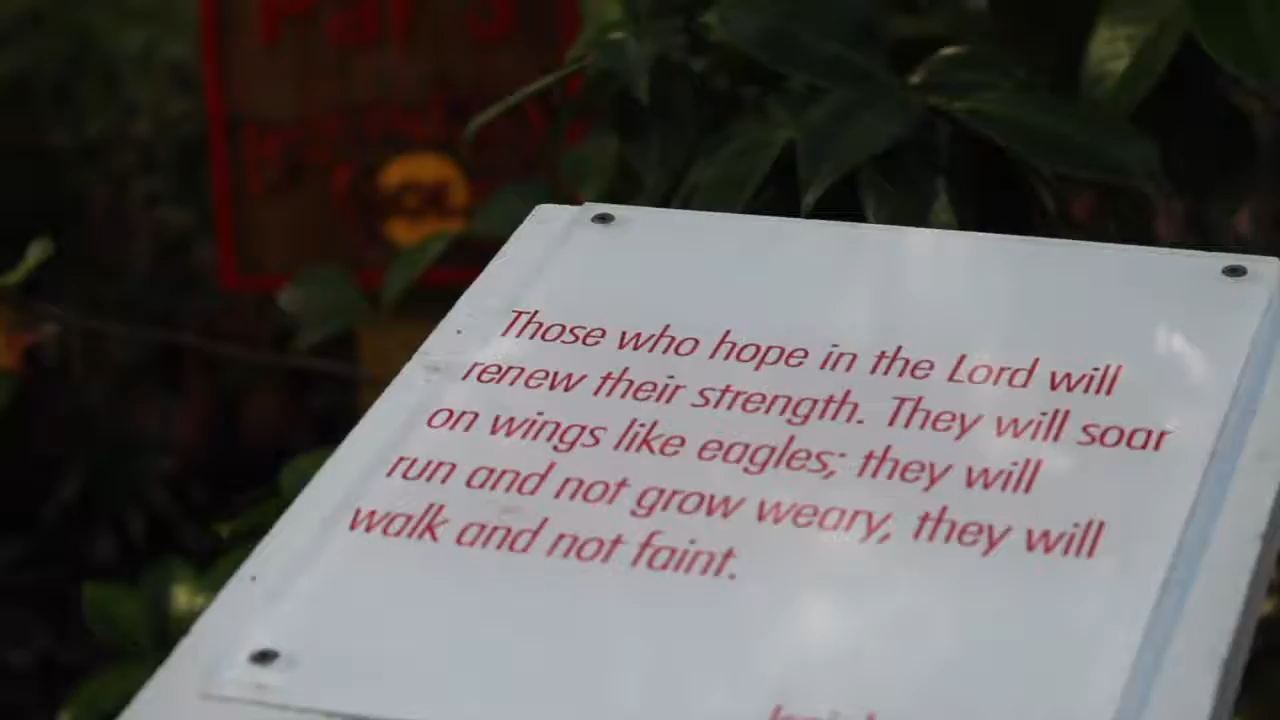 Par's
Those who hope in the Lord will
renew their strength. They will soar
on wings like eagles; they will
run and not grow weary, they will
walk and not faint.